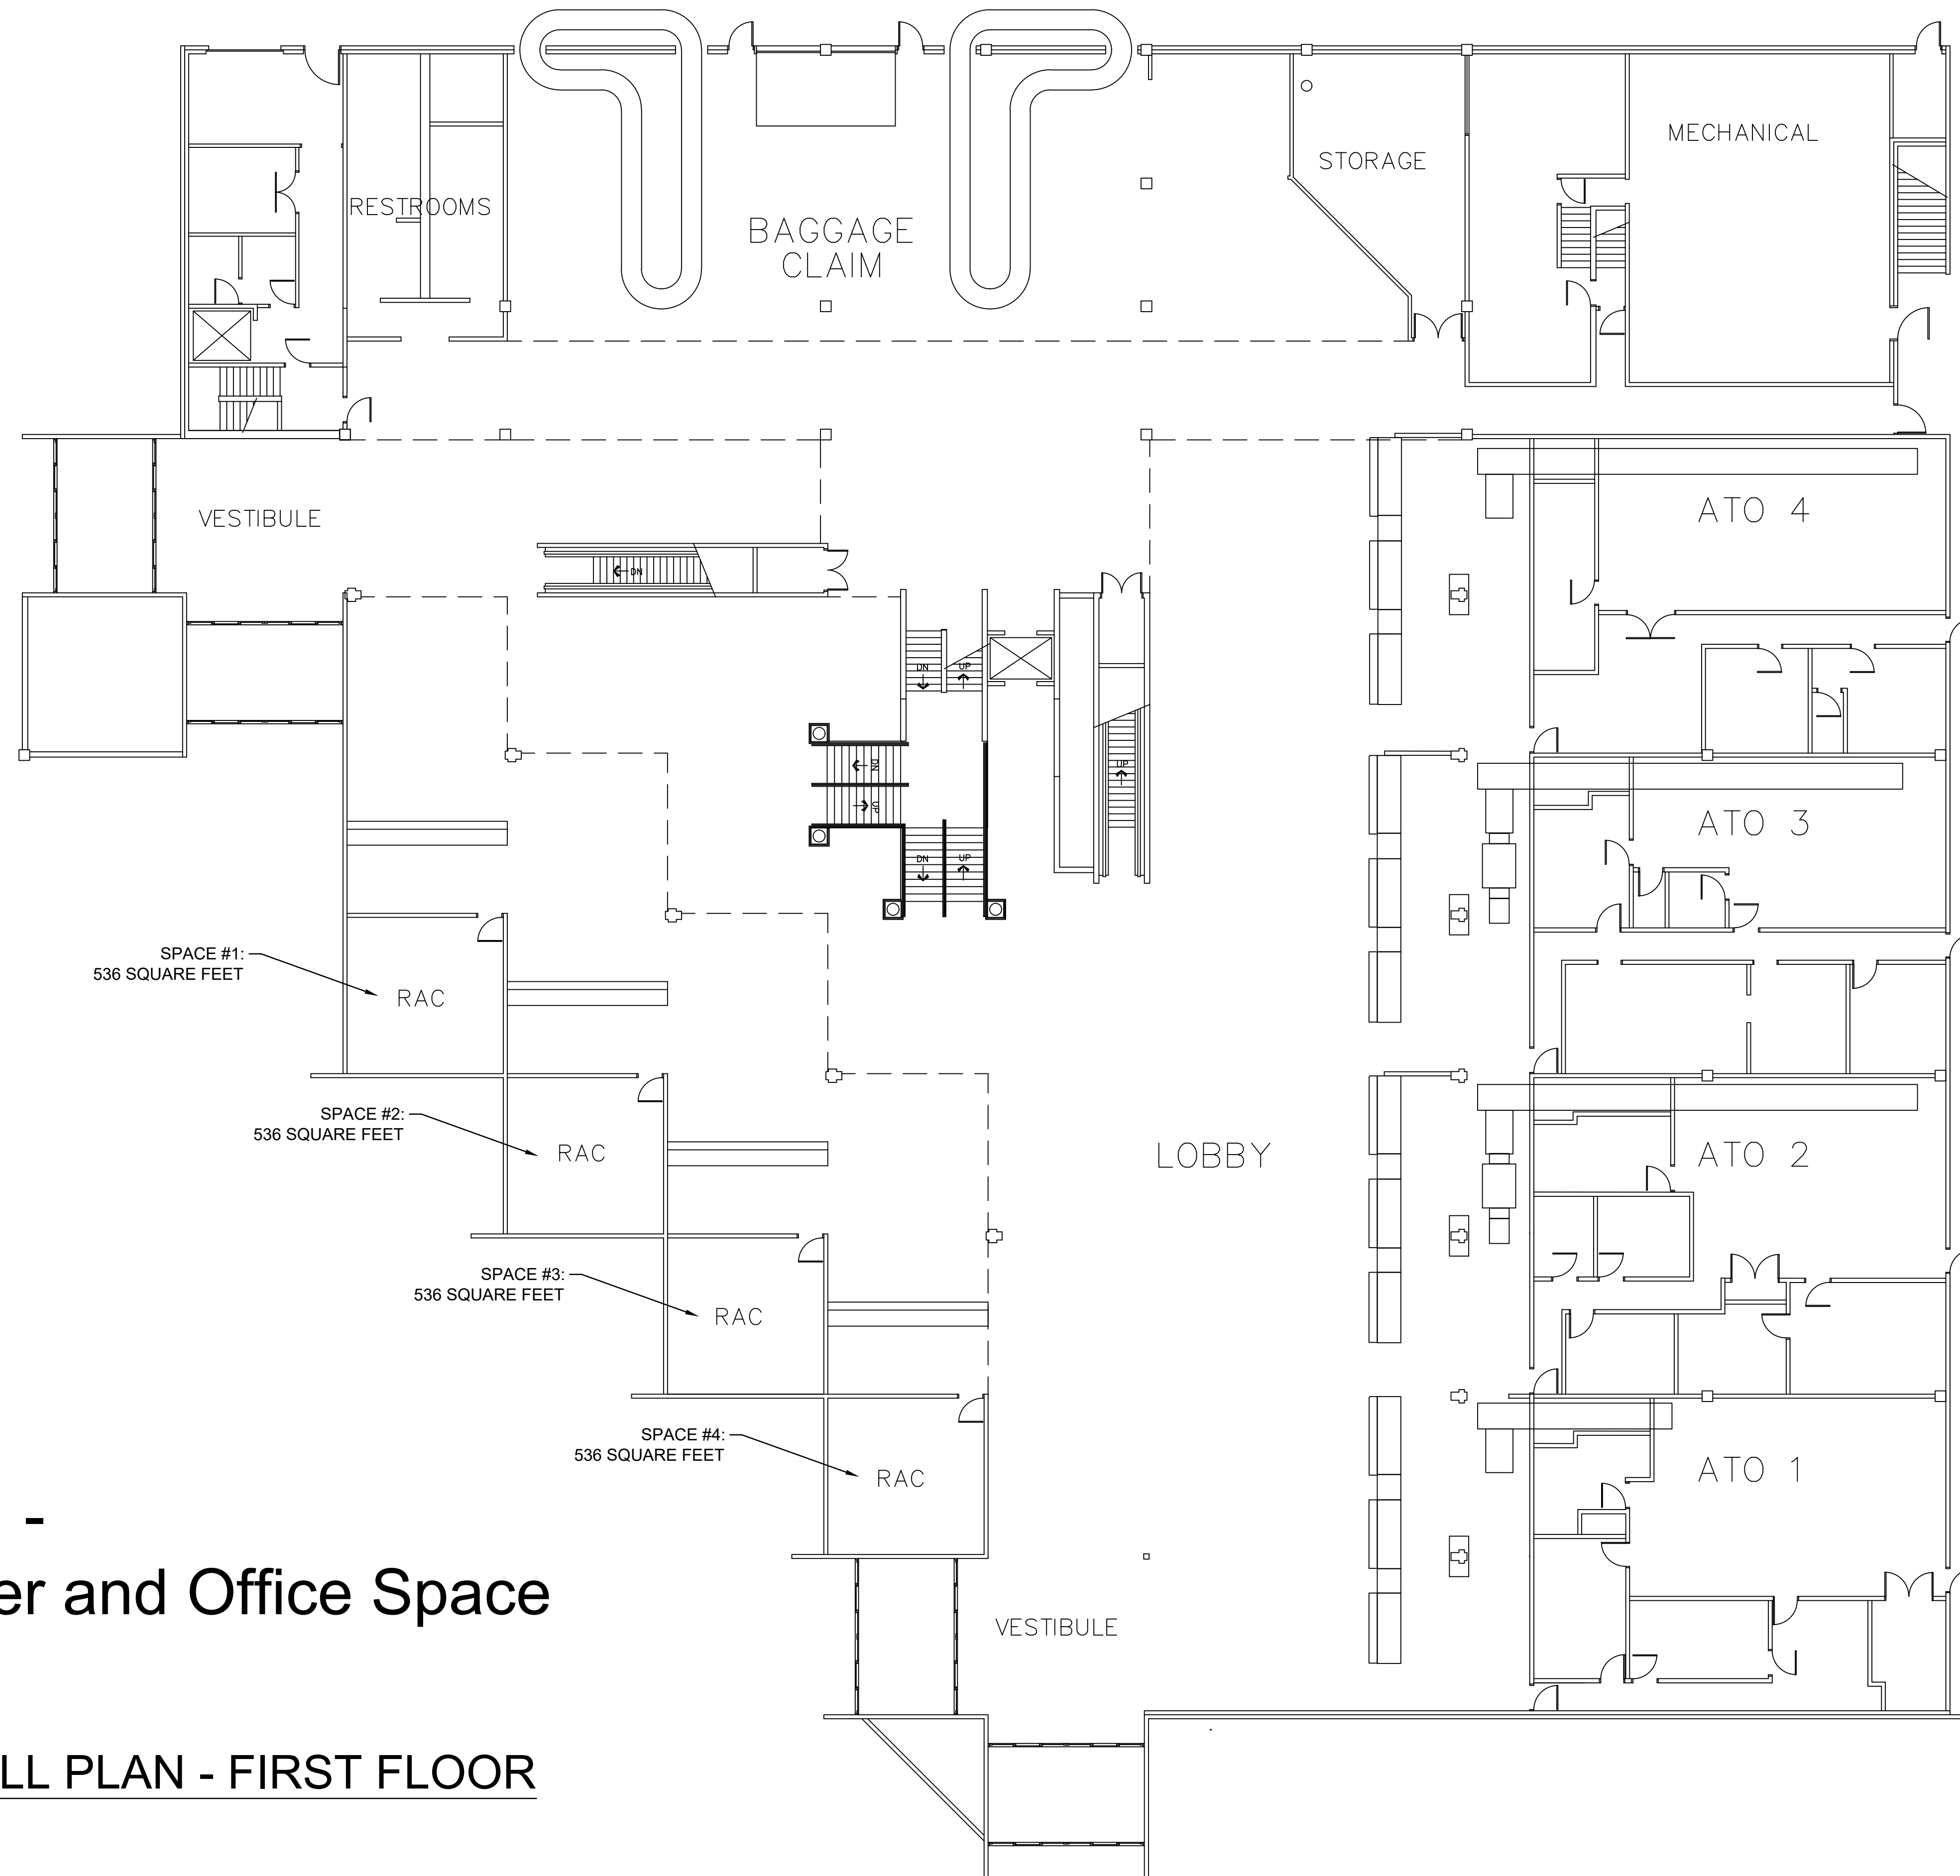 MECHANICAL
STORAGE
RESTROOMS
BAGGAGE
CLAIM
ATO 4
VESTIBULE
DN
DN
UP
DN
UP
UP
ATO 3
DN
UP
SPACE #1:
536 SQUARE FEET
RAC
SPACE #2:
536 SQUARE FEET
RAC
LOBBY
ATO 2
SPACE #3:
536 SQUARE FEET
RAC
SPACE #4:
536 SQUARE FEET
RAC
ATO 1
-
er and Office Space
VESTIBULE
LL PLAN - FIRST FLOOR